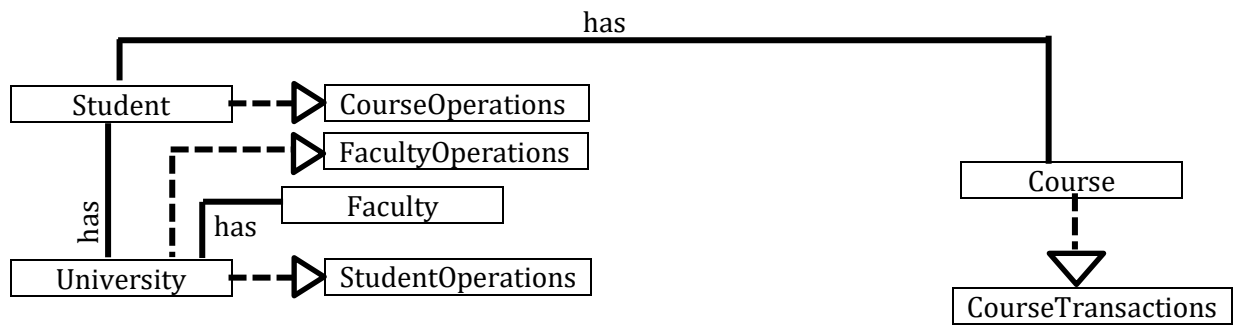 has
Student
CourseOperations
FacultyOperations
Course
Faculty
has
has
University
StudentOperations
CourseTransactions